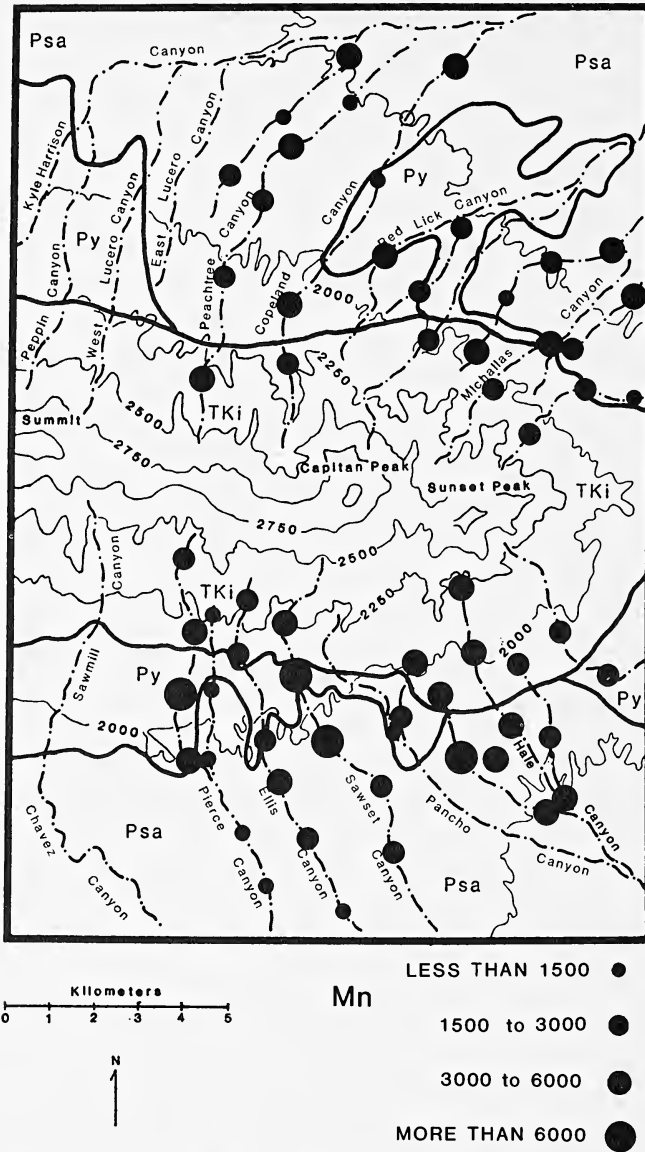 Psa
Canyon
Psa
Kyle Harrison
East Lucero Canyon
Canyon
Canyon
Py
Red Lick Canyon
Py
Canyon
Lucero Canyon
Peachtree
Copeland
2000
Canyon
Peppin
West
2250
Michallas
2500
TKi
Summit
2750
Capitan Peak
Sunset Peak
TKi
2750
2500
Canyon
TKi
2250
2000
Sawmill
Py
Py
2000
Hale
Chavez
Psa
Pierce
Ellis
Sawset
Pancho
Canyon
Canyon
Canyon
Canyon
Canyon
Psa
Canyon
LESS THAN 1500
Kilometers
Mn
0 1 2 3 4 5
1500 to 3000
N
3000 to 6000
MORE THAN 6000